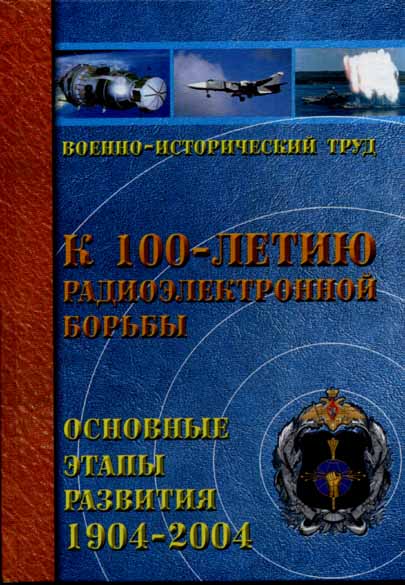 ВОЕННО-ИСТОРИЧЕСКИЙ ТРУД
К 100-ЛЕТИЮ
РАДИОЭЛЕКТРОННОЙ
БОРЬБЫ
ОСНОВНЫЕ
ЭТАПЫ
РАЗВИТИЯ
1904-2004